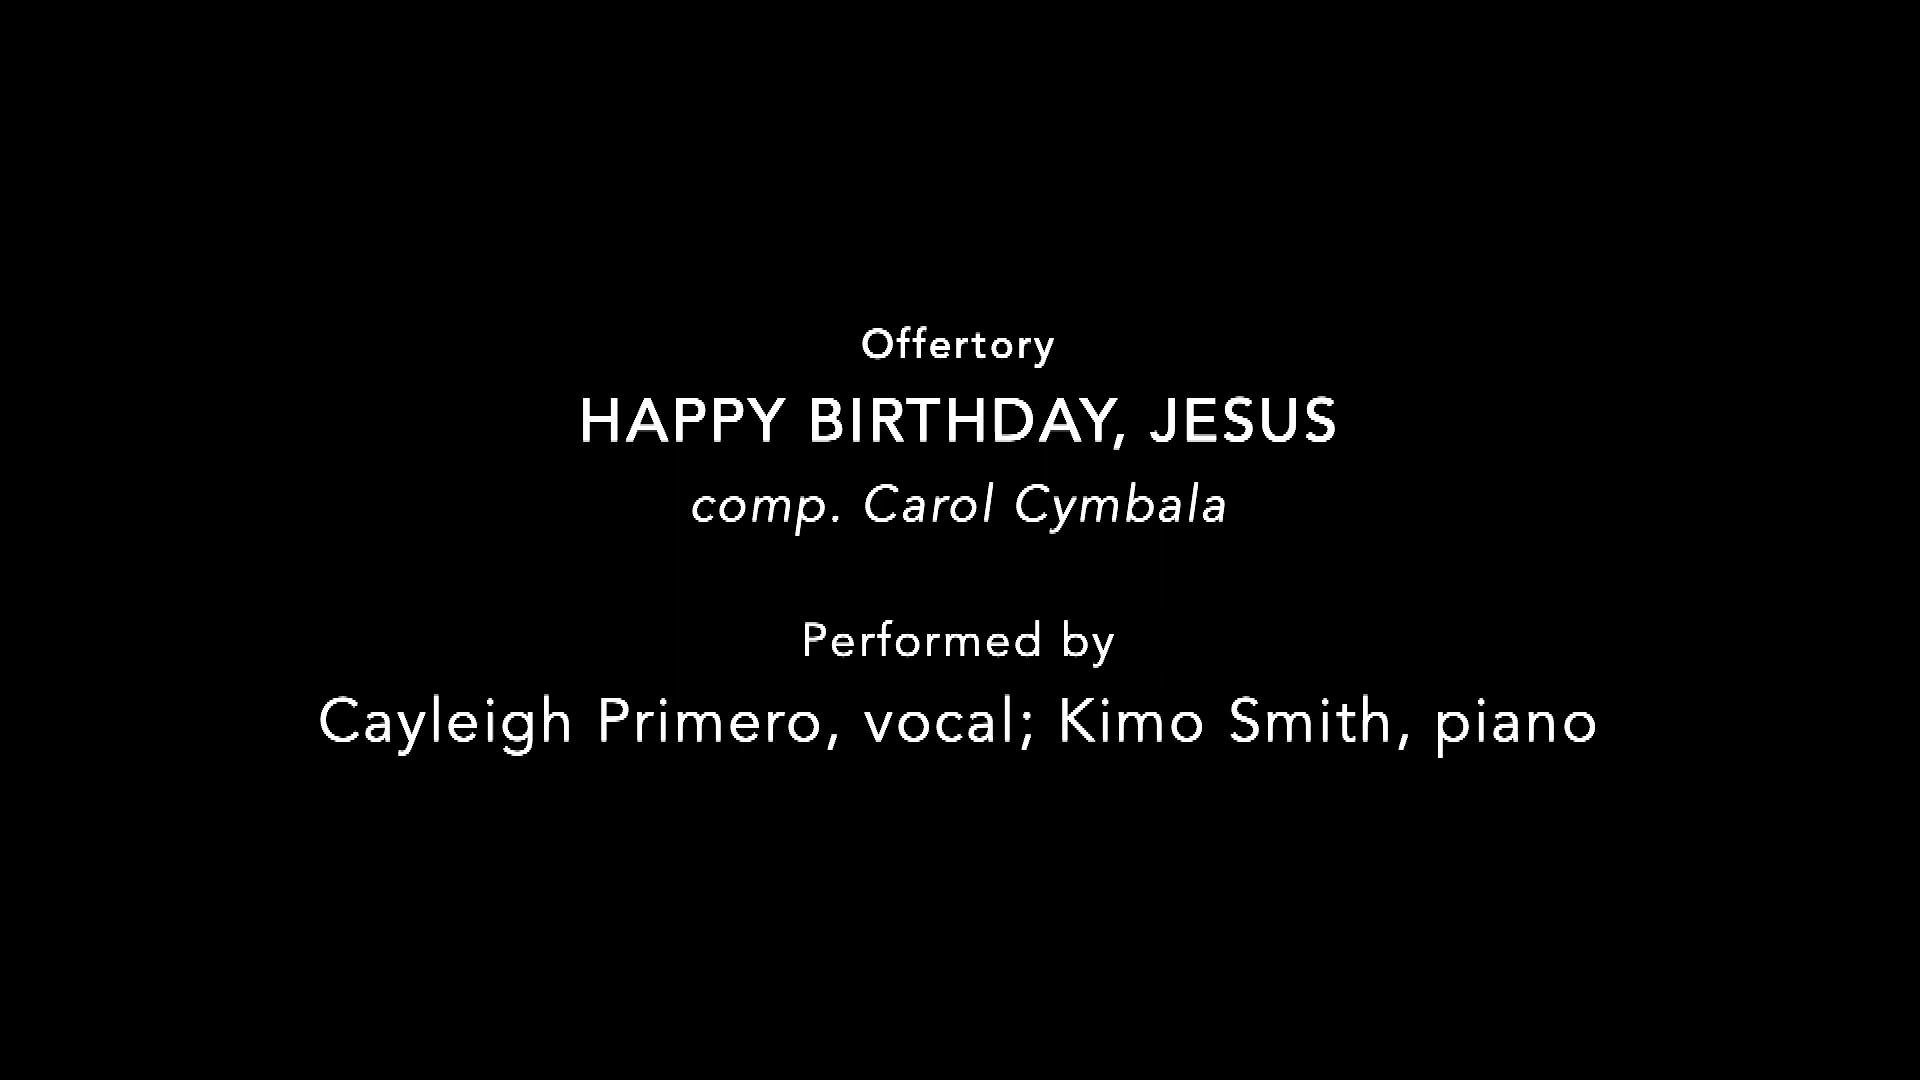 Offertory
HAPPY BIRTHDAY, JESUS
comp. Carol Cymbala
Performed by
Cayleigh Primero, vocal; Kimo Smith, piano